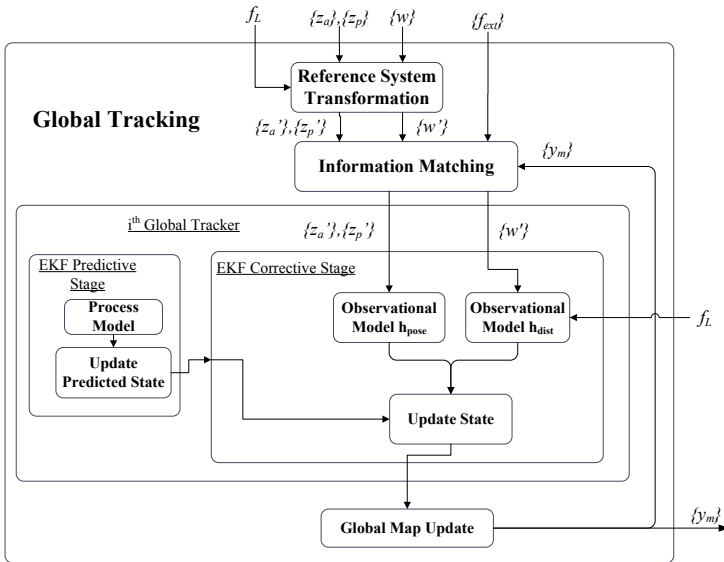 f_L
{z_a},{z_p}
{w}
{f_ext}
Reference System
Transformation
Global Tracking
{z_a'},{z_p'}
{w'}
{y_m}
Information Matching
i^th Global Tracker
{z_a'},{z_p'}
{w'}
EKF Predictive
Stage
EKF Corrective Stage
Process
Model
Observational
Model h_pose
Observational
Model h_dist
f_L
Update
Predicted State
Update State
Global Map Update
{y_m}